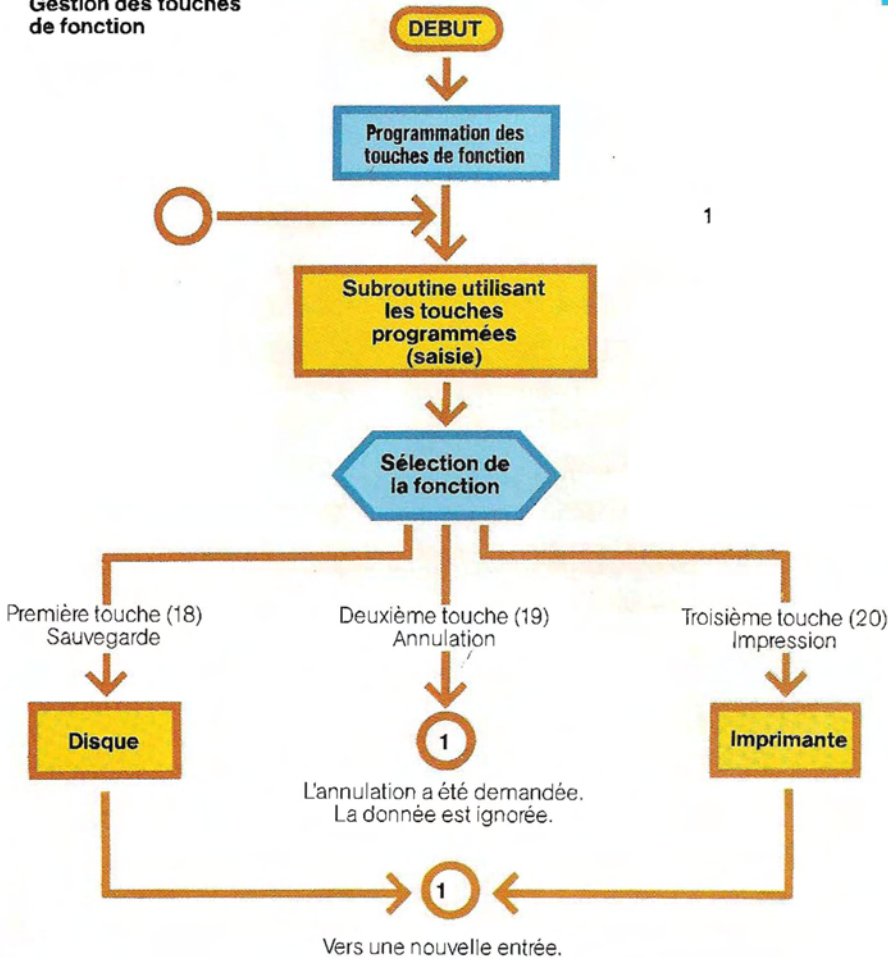 Gestion des touches
de fonction
DEBUT
Programmation des
touches de fonction
1
Subroutine utilisant
les touches
programmées
(saisie)
Sélection de
la fonction
Première touche (18)
Sauvegarde
Deuxième touche (19)
Annulation
Troisième touche (20)
Impression
Disque
1
Imprimante
L'annulation a été demandée.
La donnée est ignorée.
1
Vers une nouvelle entrée.